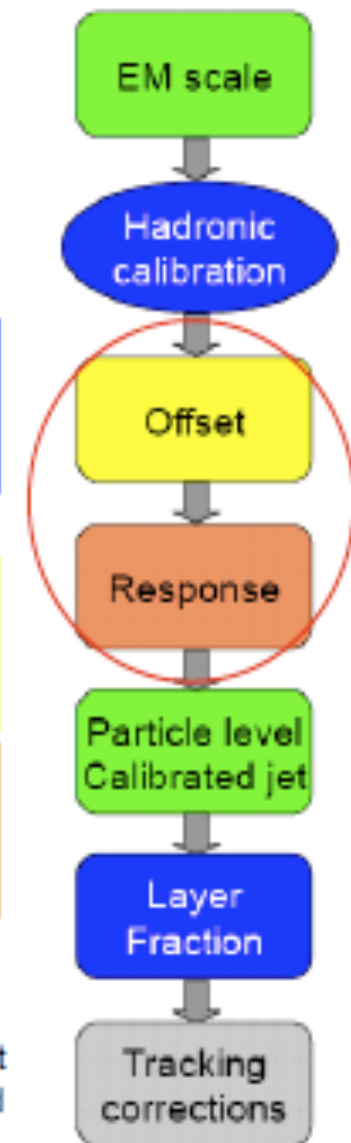 EM scale
Hadronic
calibration
Offset
Response
Particle level
Calibrated jet
Layer
Fraction
Tracking
corrections